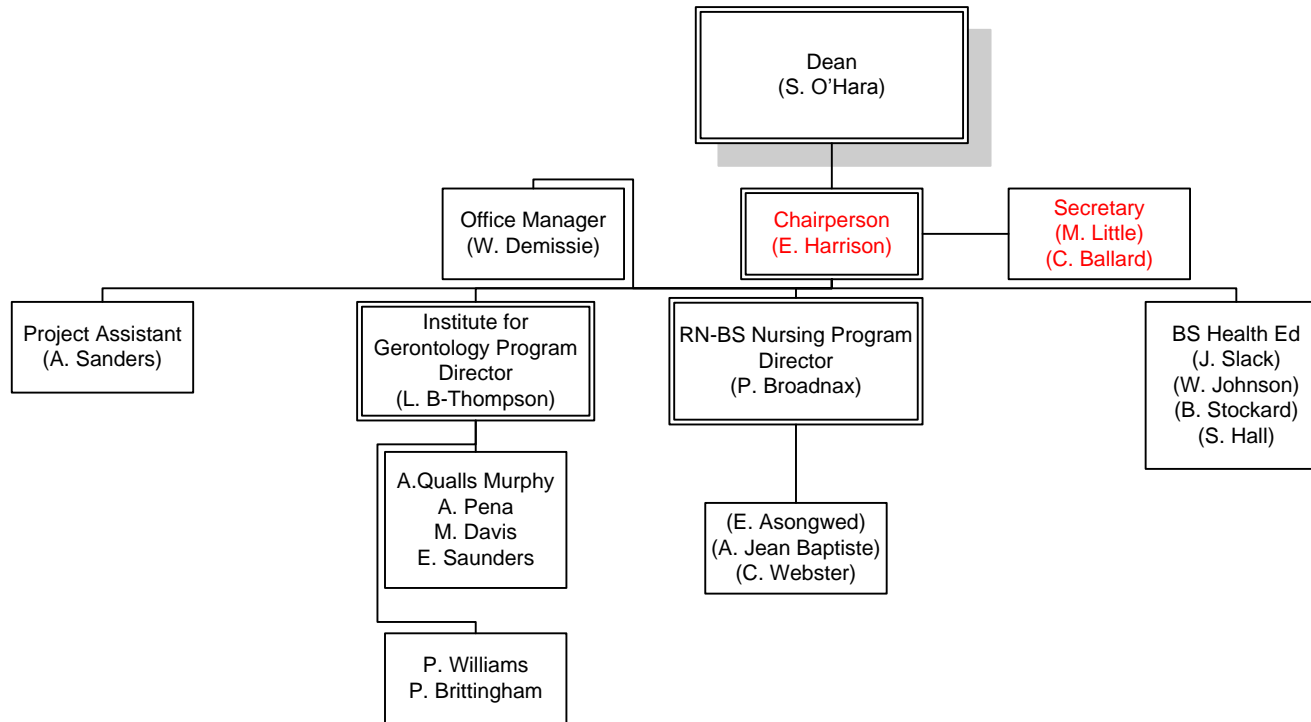 Dean
(S. O’Hara)
Office Manager
(W. Demissie)
Chairperson
(E. Harrison)
Secretary
(M. Little)
(C. Ballard)
Project Assistant
(A. Sanders)
Institute for
Gerontology Program
Director
(L. B-Thompson)
RN-BS Nursing Program
Director
(P. Broadnax)
BS Health Ed
(J. Slack)
(W. Johnson)
(B. Stockard)
(S. Hall)
A.Qualls Murphy
A. Pena
M. Davis
E. Saunders
(E. Asongwed)
(A. Jean Baptiste)
(C. Webster)
P. Williams
P. Brittingham